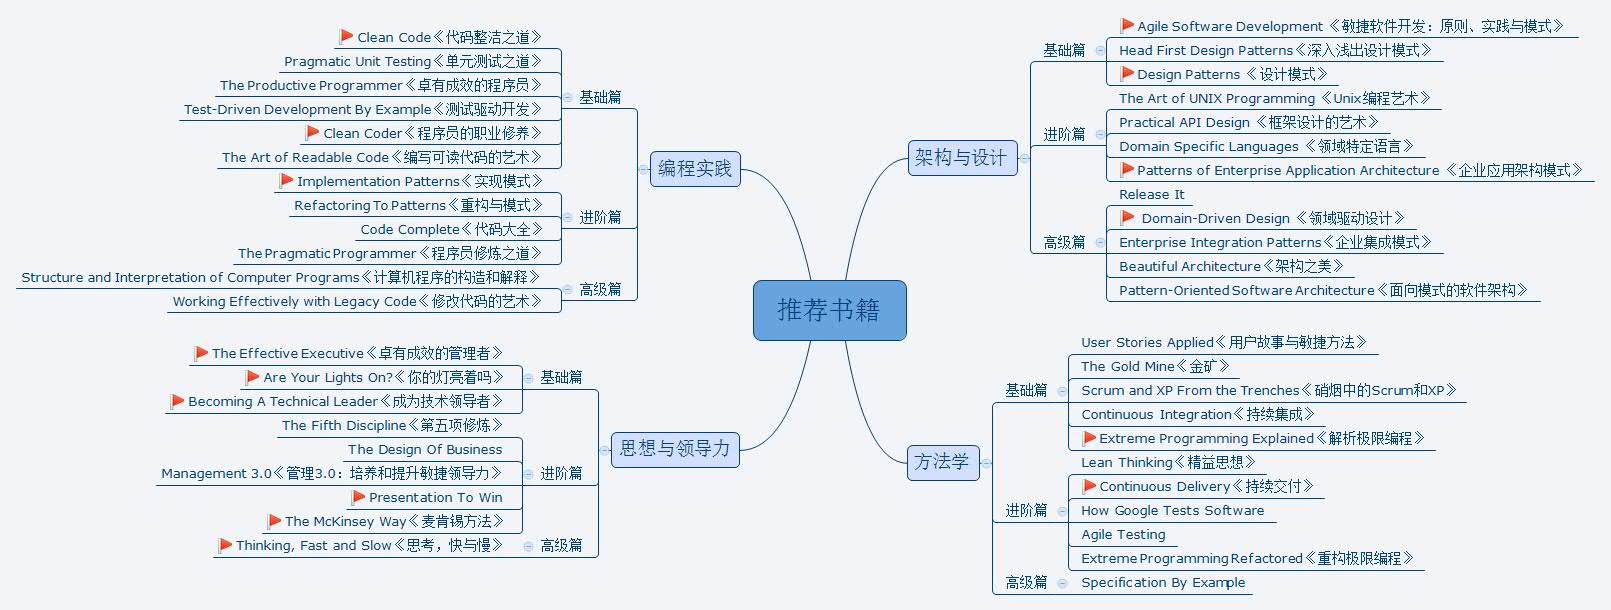 推荐书籍
编程实践
基础篇
Clean Code《代码整洁之道》
Pragmatic Unit Testing《单元测试之道》
The Productive Programmer《卓有成效的程序员》
Test-Driven Development By Example《测试驱动开发》
Clean Coder《程序员的职业修养》
The Art of Readable Code《编写可读代码的艺术》
进阶篇
Implementation Patterns《实现模式》
Refactoring To Patterns《重构与模式》
Code Complete《代码大全》
The Pragmatic Programmer《程序员修炼之道》
高级篇
Structure and Interpretation of Computer Programs《计算机程序的构造和解释》
Working Effectively with Legacy Code《修改代码的艺术》
思想与领导力
基础篇
The Effective Executive《卓有成效的管理者》
Are Your Lights On?《你的灯亮着吗》
Becoming A Technical Leader《成为技术领导者》
进阶篇
The Fifth Discipline《第五项修炼》
The Design Of Business
Management 3.0《管理3.0：培养和提升敏捷领导力》
Presentation To Win
The McKinsey Way《麦肯锡方法》
高级篇
Thinking, Fast and Slow《思考，快与慢》
架构与设计
基础篇
Agile Software Development 《敏捷软件开发：原则、实践与模式》
Head First Design Patterns《深入浅出设计模式》
Design Patterns 《设计模式》
进阶篇
The Art of UNIX Programming 《Unix编程艺术》
Practical API Design 《框架设计的艺术》
Domain Specific Languages 《领域特定语言》
Patterns of Enterprise Application Architecture 《企业应用架构模式》
高级篇
Release It
Domain-Driven Design 《领域驱动设计》
Enterprise Integration Patterns《企业集成模式》
Beautiful Architecture《架构之美》
Pattern-Oriented Software Architecture《面向模式的软件架构》
方法学
基础篇
User Stories Applied《用户故事与敏捷方法》
The Gold Mine《金矿》
Scrum and XP From the Trenches《硝烟中的Scrum和XP》
Continuous Integration《持续集成》
Extreme Programming Explained《解析极限编程》
进阶篇
Lean Thinking《精益思想》
Continuous Delivery《持续交付》
How Google Tests Software
Agile Testing
Extreme Programming Refactored《重构极限编程》
高级篇
Specification By Example